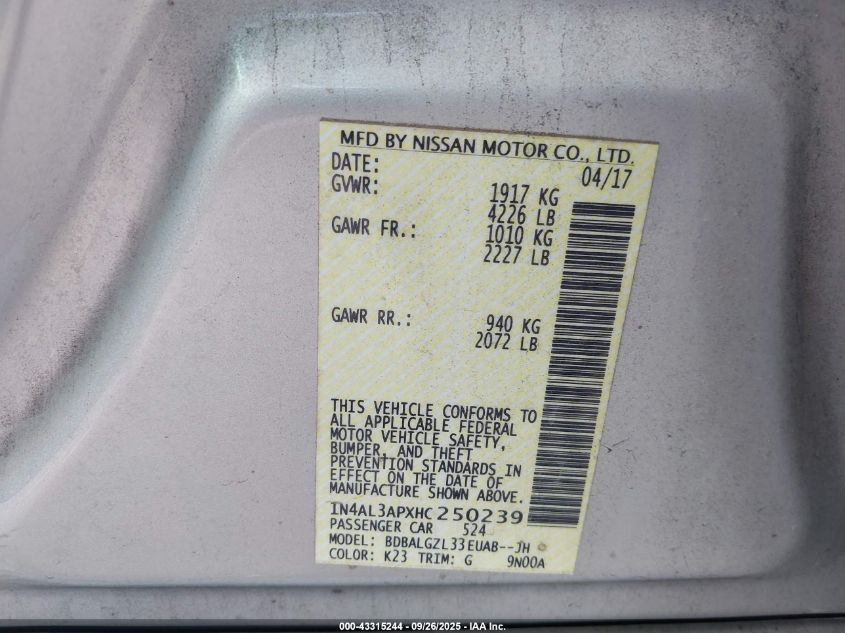 MFD BY NISSAN MOTOR CO., LTD.
DATE: 04/17
GVWR: 1917 KG
4226 LB
GAWR FR.: 1010 KG
2227 LB
GAWR RR.: 940 KG
2072 LB
THIS VEHICLE CONFORMS TO
ALL APPLICABLE FEDERAL
MOTOR VEHICLE SAFETY,
BUMPER, AND THEFT
PREVENTION STANDARDS IN
EFFECT ON THE DATE OF
MANUFACTURE SHOWN ABOVE.
1N4AL3APXHC250239
PASSENGER CAR 524
MODEL: BDBALGZL33EUAB--JH
COLOR: K23 TRIM: G 9N00A
000-43315244 - 09/26/2025 - IAA Inc.